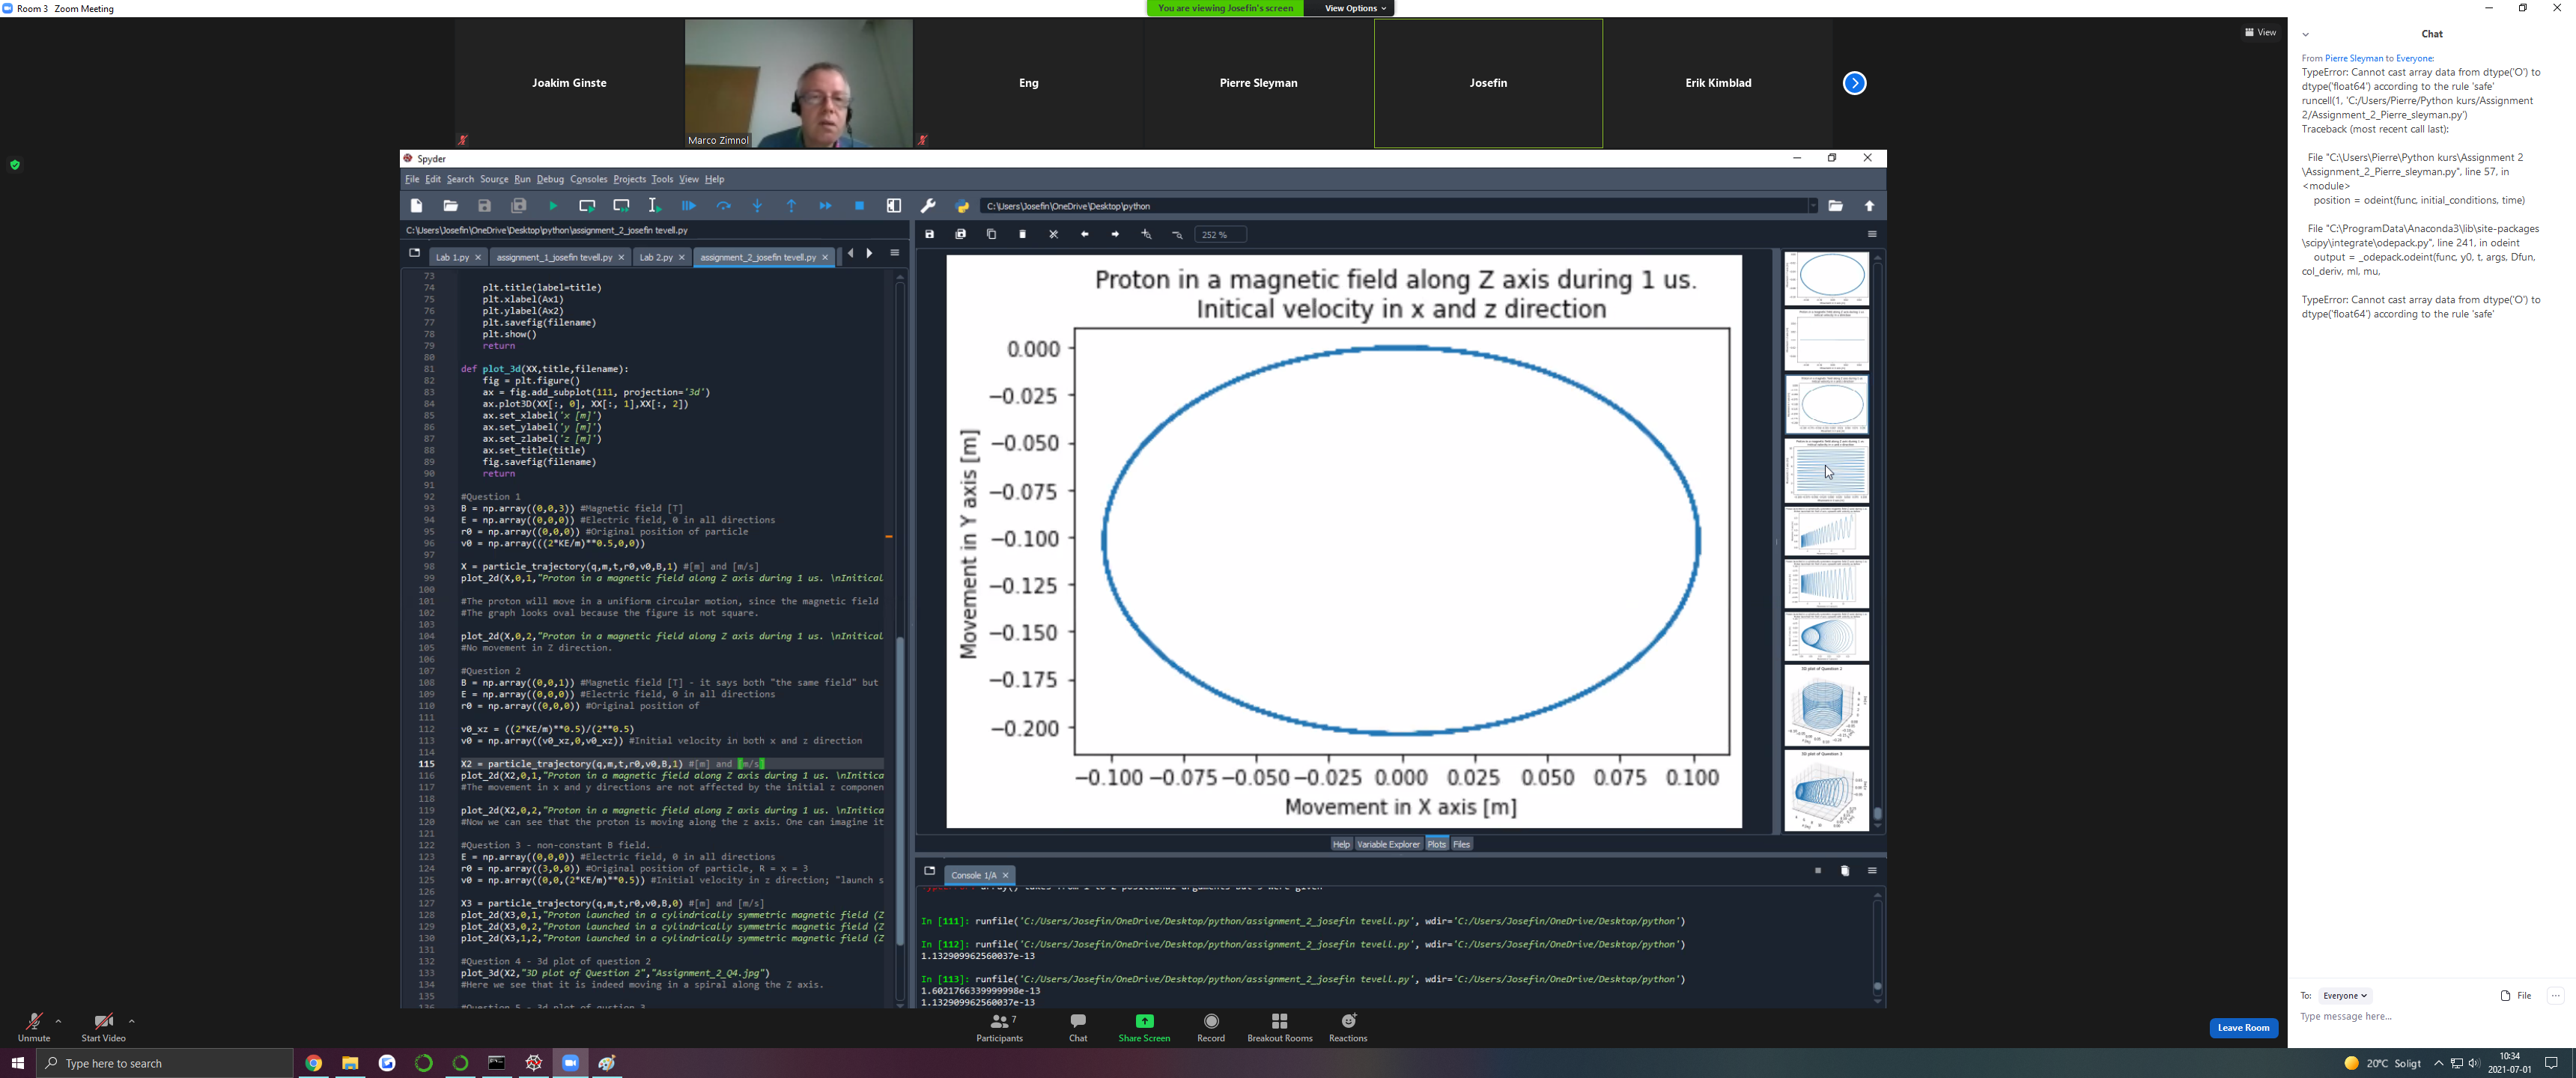 Room 3 Zoom Meeting
You are viewing Josefin's screen
View Options
View
Joakim Ginste
Marco Zimnol
Eng
Pierre Sleyman
Josefin
Erik Kimblad
Spyder
File Edit Search Source Run Debug Consoles Projects Tools View Help
C:\Users\Josefin\OneDrive\Desktop\python
C:\Users\Josefin\OneDrive\Desktop\python\assignment_2_josefin tevell.py
Lab 1.py
assignment_1_josefin tevell.py
Lab 2.py
assignment_2_josefin tevell.py
73
74 plt.title(label=title)
75 plt.xlabel(Ax1)
76 plt.ylabel(Ax2)
77 plt.savefig(filename)
78 plt.show()
79 return
80
81 def plot_3d(XX,title,filename):
82 fig = plt.figure()
83 ax = fig.add_subplot(111, projection='3d')
84 ax.plot3D(XX[:, 0], XX[:, 1],XX[:, 2])
85 ax.set_xlabel('x [m]')
86 ax.set_ylabel('y [m]')
87 ax.set_zlabel('z [m]')
88 ax.set_title(title)
89 fig.savefig(filename)
90 return
91
92 #Question 1
93 B = np.array((0,0,3)) #Magnetic field [T]
94 E = np.array((0,0,0)) #Electric field, 0 in all directions
95 r0 = np.array((0,0,0)) #Original position of particle
96 v0 = np.array(((2*KE/m)**0.5,0,0))
97
98 X = particle_trajectory(q,m,t,r0,v0,B,1) #[m] and [m/s]
99 plot_2d(X,0,1,"Proton in a magnetic field along Z axis during 1 us. \nInitical
100
101 #The proton will move in a unifiorm circular motion, since the magnetic field
102 #The graph looks oval because the figure is not square.
103
104 plot_2d(X,0,2,"Proton in a magnetic field along Z axis during 1 us. \nInitical
105 #No movement in Z direction.
106
107 #Question 2
108 B = np.array((0,0,1)) #Magnetic field [T] - it says both "the same field" but
109 E = np.array((0,0,0)) #Electric field, 0 in all directions
110 r0 = np.array((0,0,0)) #Original position of
111
112 v0_xz = ((2*KE/m)**0.5)/(2**0.5)
113 v0 = np.array((v0_xz,0,v0_xz)) #Initial velocity in both x and z direction
114
115 X2 = particle_trajectory(q,m,t,r0,v0,B,1) #[m] and [m/s]
116 plot_2d(X2,0,1,"Proton in a magnetic field along Z axis during 1 us. \nInitica
117 #The movement in x and y directions are not affected by the initial z componen
118
119 plot_2d(X2,0,2,"Proton in a magnetic field along Z axis during 1 us. \nInitica
120 #Now we can see that the proton is moving along the z axis. One can imagine it
121
122 #Question 3 - non-constant B field.
123 E = np.array((0,0,0)) #Electric field, 0 in all directions
124 r0 = np.array((3,0,0)) #Original position of particle, R = x = 3
125 v0 = np.array((0,0,(2*KE/m)**0.5)) #Initial velocity in z direction; "launch s
126
127 X3 = particle_trajectory(q,m,t,r0,v0,B,0) #[m] and [m/s]
128 plot_2d(X3,0,1,"Proton launched in a cylindrically symmetric magnetic field (Z
129 plot_2d(X3,0,2,"Proton launched in a cylindrically symmetric magnetic field (Z
130 plot_2d(X3,1,2,"Proton launched in a cylindrically symmetric magnetic field (Z
131
132 #Question 4 - 3d plot of question 2
133 plot_3d(X2,"3D plot of Question 2","Assignment_2_Q4.jpg")
134 #Here we see that it is indeed moving in a spiral along the Z axis.
135
252 %
Proton in a magnetic field along Z axis during 1 us.
Initical velocity in x and z direction
Movement in Y axis [m]
0.000
−0.025
−0.050
−0.075
−0.100
−0.125
−0.150
−0.175
−0.200
−0.100 −0.075 −0.050 −0.025 0.000 0.025 0.050 0.075 0.100
Movement in X axis [m]
3D plot of Question 2
3D plot of Question 3
Help Variable Explorer Plots Files
Console 1/A
In [111]: runfile('C:/Users/Josefin/OneDrive/Desktop/python/assignment_2_josefin tevell.py', wdir='C:/Users/Josefin/OneDrive/Desktop/python')
In [112]: runfile('C:/Users/Josefin/OneDrive/Desktop/python/assignment_2_josefin tevell.py', wdir='C:/Users/Josefin/OneDrive/Desktop/python')
1.132909962560037e-13
In [113]: runfile('C:/Users/Josefin/OneDrive/Desktop/python/assignment_2_josefin tevell.py', wdir='C:/Users/Josefin/OneDrive/Desktop/python')
1.6021766339999998e-13
1.132909962560037e-13
Chat
From Pierre Sleyman to Everyone:
TypeError: Cannot cast array data from dtype('O') to
dtype('float64') according to the rule 'safe'
runcell(1, 'C:/Users/Pierre/Python kurs/Assignment
2/Assignment_2_Pierre_sleyman.py')
Traceback (most recent call last):
File "C:\Users\Pierre\Python kurs\Assignment 2
\Assignment_2_Pierre_sleyman.py", line 57, in
<module>
position = odeint(func, initial_conditions, time)
File "C:\ProgramData\Anaconda3\lib\site-packages
\scipy\integrate\odepack.py", line 241, in odeint
output = _odepack.odeint(func, y0, t, args, Dfun,
col_deriv, ml, mu,
TypeError: Cannot cast array data from dtype('O') to
dtype('float64') according to the rule 'safe'
To: Everyone
File
Type message here...
Unmute
Start Video
Participants 7
Chat
Share Screen
Record
Breakout Rooms
Reactions
Leave Room
Type here to search
20°C Soligt
10:34
2021-07-01